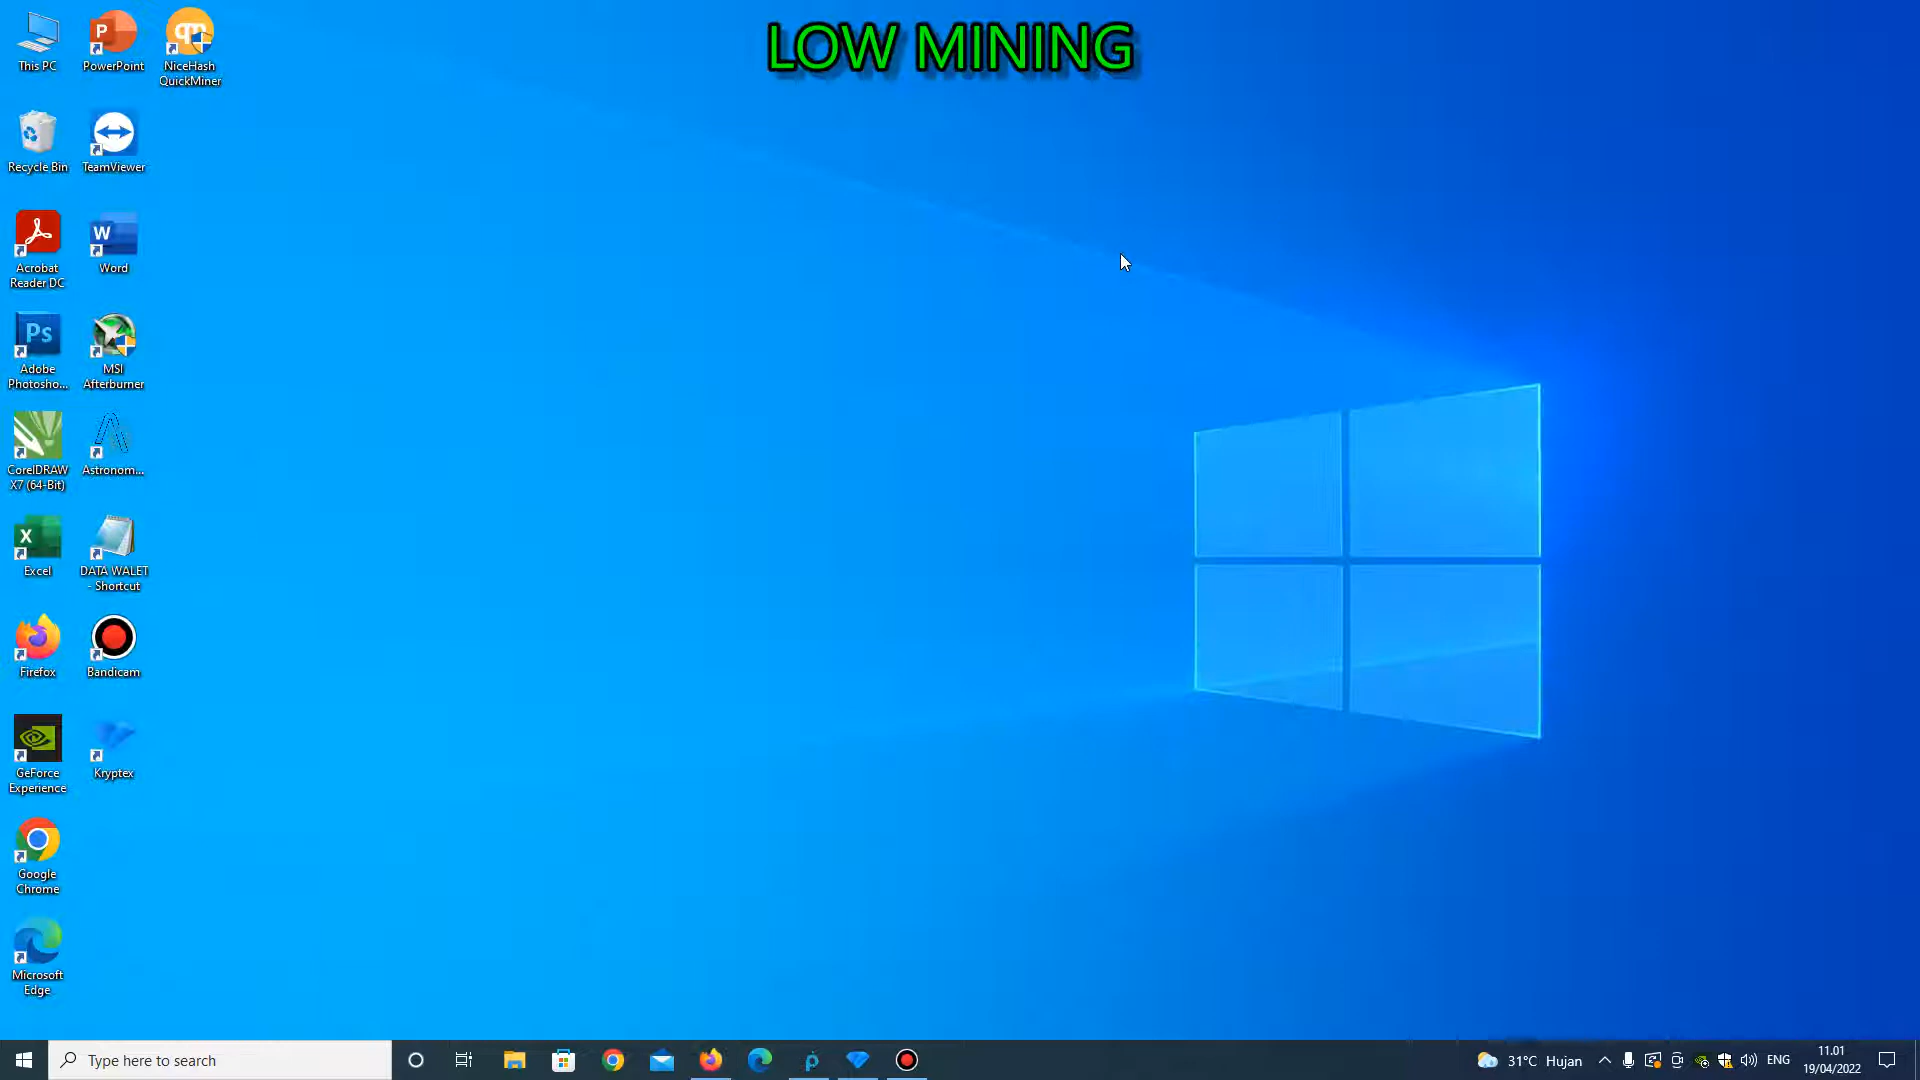 LOW MINING
This PC
PowerPoint
NiceHash
QuickMiner
Recycle Bin
TeamViewer
Acrobat
Reader DC
Word
Adobe
Photosho...
MSI
Afterburner
CorelDRAW
X7 (64-Bit)
Astronom...
Excel
DATA WALET
- Shortcut
Firefox
Bandicam
GeForce
Experience
Kryptex
Google
Chrome
Microsoft
Edge
Type here to search
31°C Hujan
ENG
11.01
19/04/2022